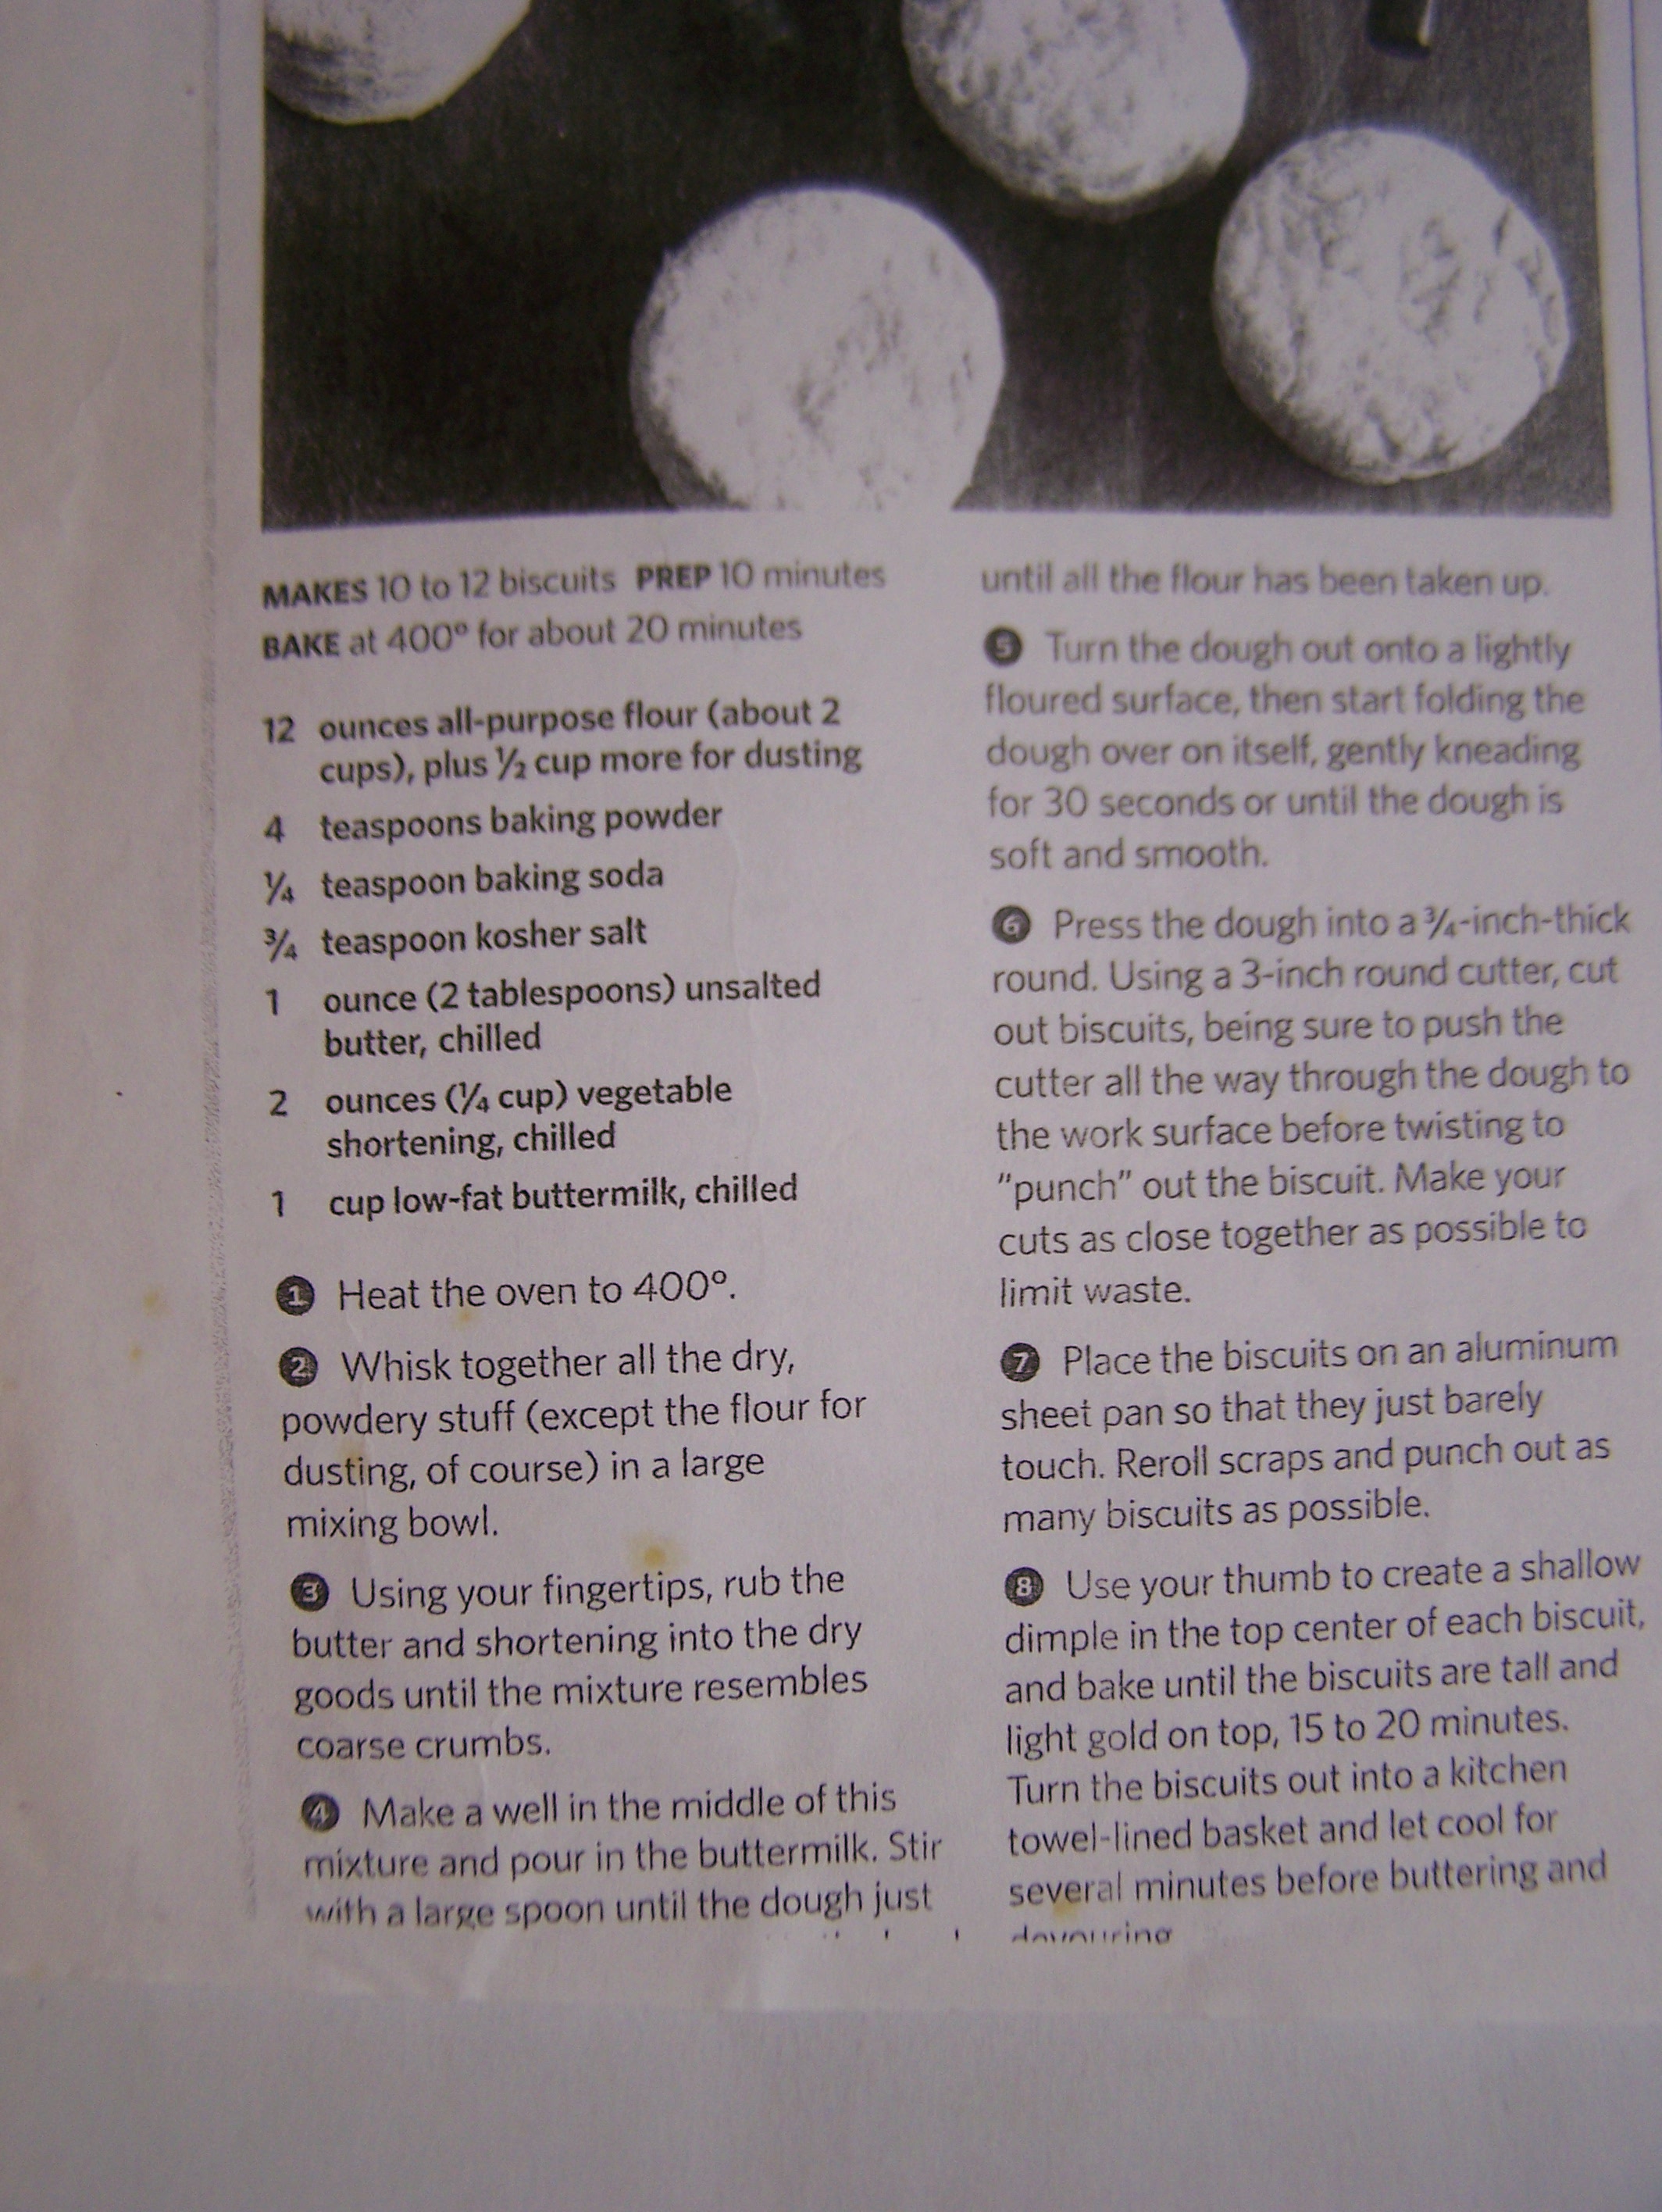 MAKES 10 to 12 biscuits PREP 10 minutes
BAKE at 400° for about 20 minutes
12 ounces all-purpose flour (about 2
cups), plus ½ cup more for dusting
4 teaspoons baking powder
¼ teaspoon baking soda
¾ teaspoon kosher salt
1 ounce (2 tablespoons) unsalted
butter, chilled
2 ounces (¼ cup) vegetable
shortening, chilled
1 cup low-fat buttermilk, chilled
1 Heat the oven to 400°.
2 Whisk together all the dry,
powdery stuff (except the flour for
dusting, of course) in a large
mixing bowl.
3 Using your fingertips, rub the
butter and shortening into the dry
goods until the mixture resembles
coarse crumbs.
4 Make a well in the middle of this
mixture and pour in the buttermilk. Stir
with a large spoon until the dough just
until all the flour has been taken up.
5 Turn the dough out onto a lightly
floured surface, then start folding the
dough over on itself, gently kneading
for 30 seconds or until the dough is
soft and smooth.
6 Press the dough into a ¾-inch-thick
round. Using a 3-inch round cutter, cut
out biscuits, being sure to push the
cutter all the way through the dough to
the work surface before twisting to
"punch" out the biscuit. Make your
cuts as close together as possible to
limit waste.
7 Place the biscuits on an aluminum
sheet pan so that they just barely
touch. Reroll scraps and punch out as
many biscuits as possible.
8 Use your thumb to create a shallow
dimple in the top center of each biscuit,
and bake until the biscuits are tall and
light gold on top, 15 to 20 minutes.
Turn the biscuits out into a kitchen
towel-lined basket and let cool for
several minutes before buttering and
devouring